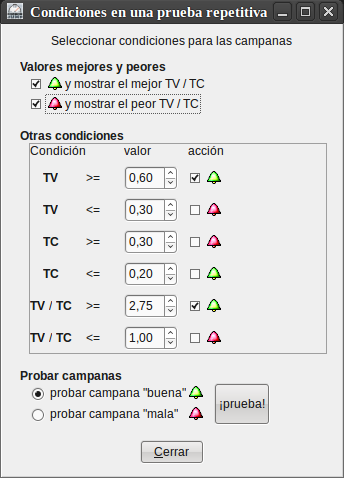 Condiciones en una prueba repetitiva
Seleccionar condiciones para las campanas
Valores mejores y peores
y mostrar el mejor TV / TC
y mostrar el peor TV / TC
Otras condiciones
Condición valor acción
TV >= 0,60
TV <= 0,30
TC >= 0,30
TC <= 0,20
TV / TC >= 2,75
TV / TC <= 1,00
Probar campanas
probar campana "buena"
probar campana "mala"
¡prueba!
Cerrar